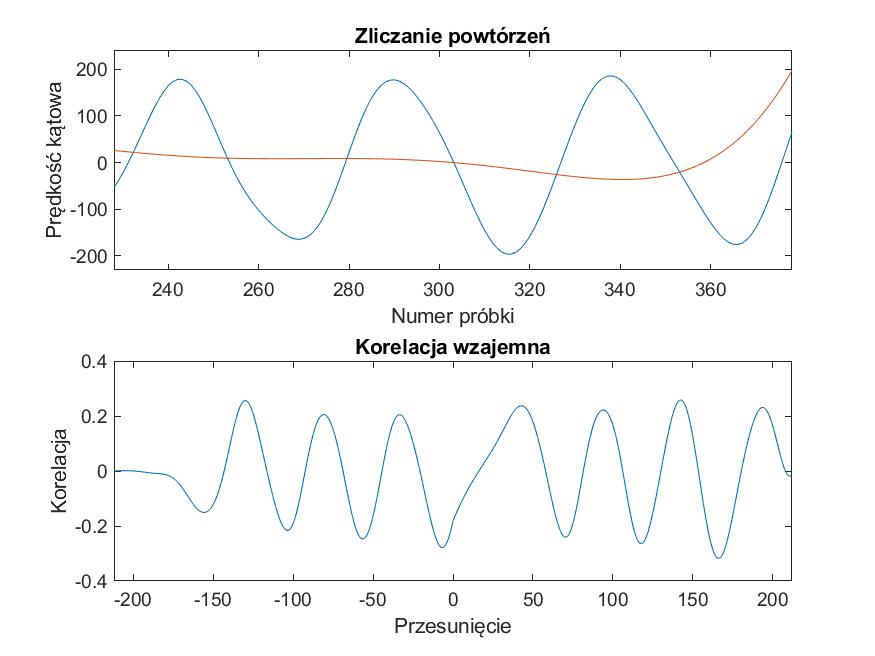 Zliczanie powtórzeń
200
100
0
-100
-200
Prędkość kątowa
240 260 280 300 320 340 360
Numer próbki
Korelacja wzajemna
0.4
0.2
0
-0.2
-0.4
Korelacja
-200 -150 -100 -50 0 50 100 150 200
Przesunięcie